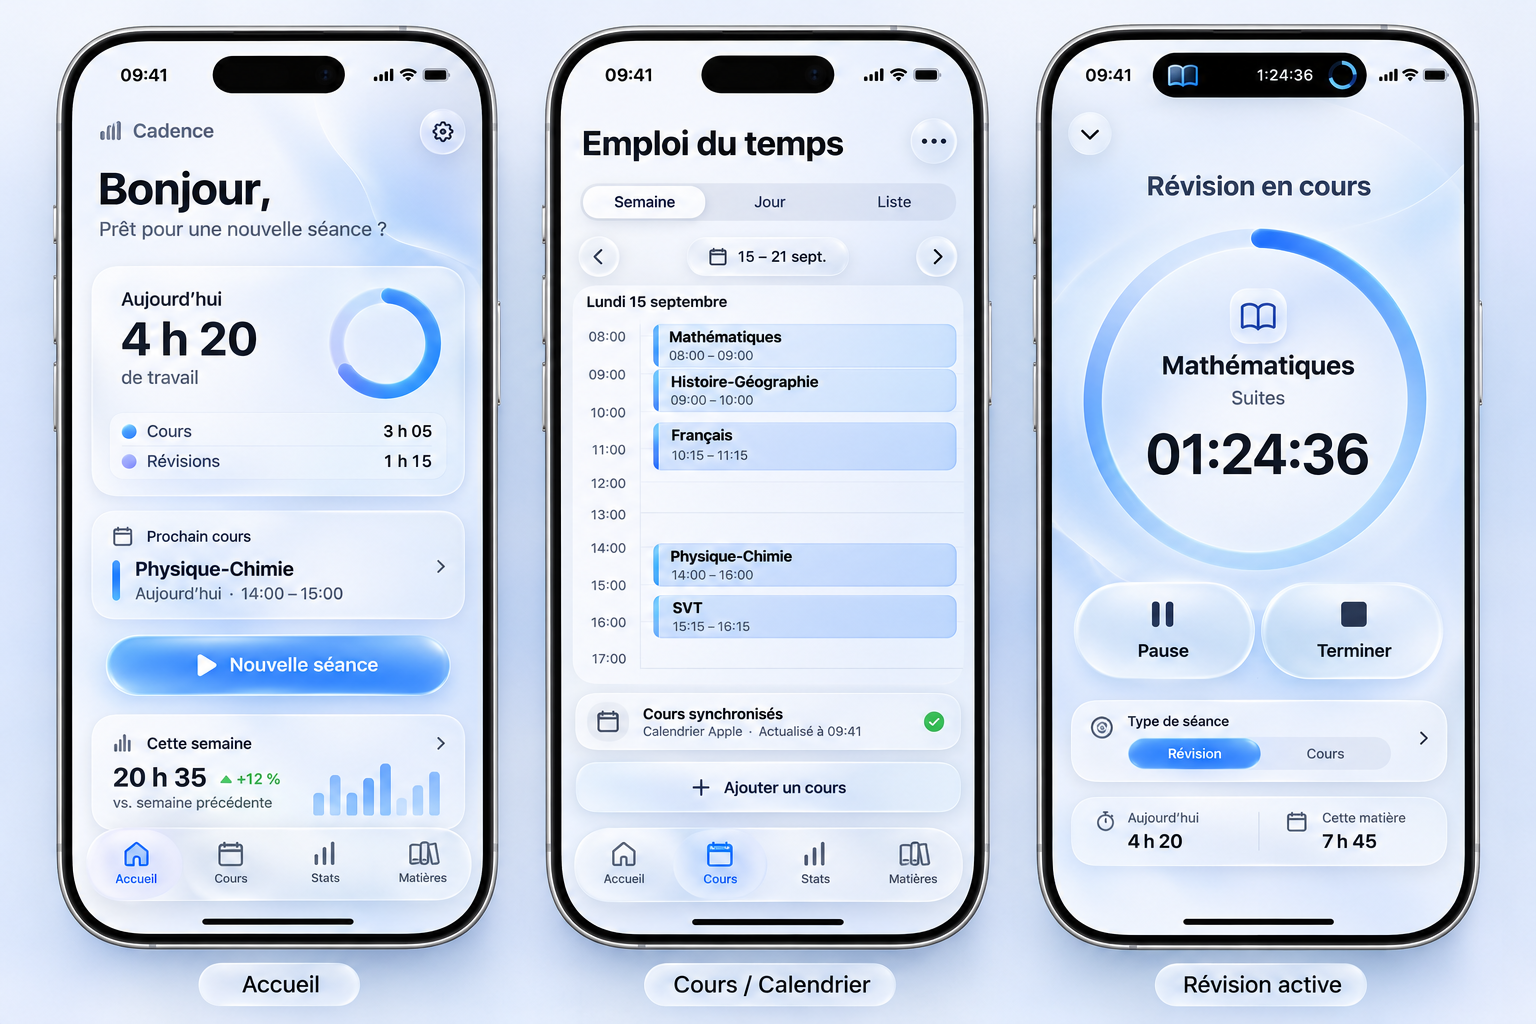 09:41
Cadence
Bonjour,
Prêt pour une nouvelle séance ?
Aujourd'hui
4 h 20
de travail
Cours 3 h 05
Révisions 1 h 15
Prochain cours
Physique-Chimie
Aujourd'hui · 14:00 – 15:00
Nouvelle séance
Cette semaine
20 h 35 +12 %
vs. semaine précédente
Accueil Cours Stats Matières
Accueil
09:41
Emploi du temps
Semaine Jour Liste
15 – 21 sept.
Lundi 15 septembre
08:00
Mathématiques
08:00 – 09:00
09:00
Histoire-Géographie
09:00 – 10:00
10:00
Français
11:00
10:15 – 11:15
12:00
13:00
14:00
Physique-Chimie
14:00 – 16:00
15:00
SVT
16:00
15:15 – 16:15
17:00
Cours synchronisés
Calendrier Apple · Actualisé à 09:41
Ajouter un cours
Accueil Cours Stats Matières
Cours / Calendrier
09:41 1:24:36
Révision en cours
Mathématiques
Suites
01:24:36
Pause Terminer
Type de séance
Révision Cours
Aujourd'hui Cette matière
4 h 20 7 h 45
Révision active